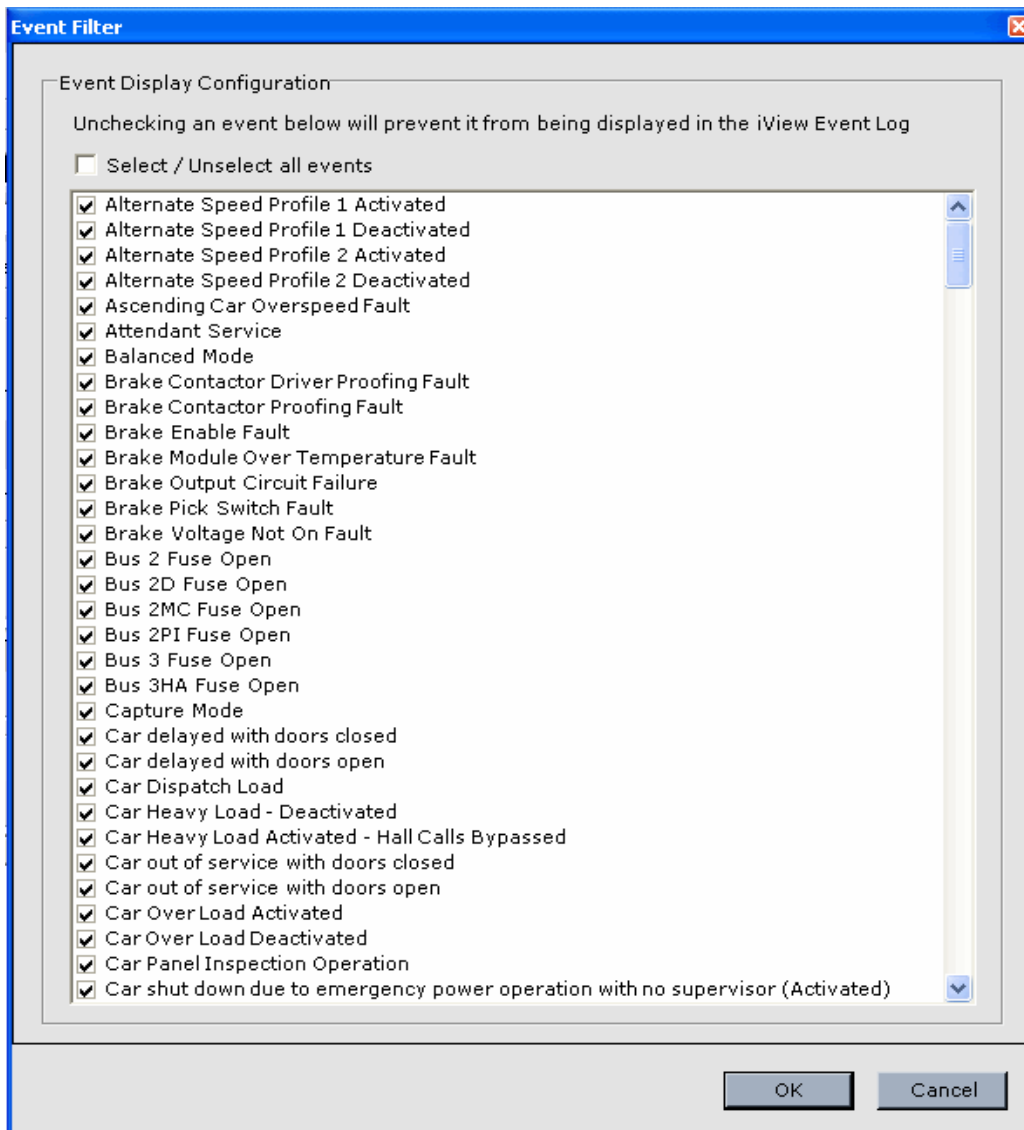 Event Filter
Event Display Configuration
Unchecking an event below will prevent it from being displayed in the iView Event Log
Select / Unselect all events
Alternate Speed Profile 1 Activated
Alternate Speed Profile 1 Deactivated
Alternate Speed Profile 2 Activated
Alternate Speed Profile 2 Deactivated
Ascending Car Overspeed Fault
Attendant Service
Balanced Mode
Brake Contactor Driver Proofing Fault
Brake Contactor Proofing Fault
Brake Enable Fault
Brake Module Over Temperature Fault
Brake Output Circuit Failure
Brake Pick Switch Fault
Brake Voltage Not On Fault
Bus 2 Fuse Open
Bus 2D Fuse Open
Bus 2MC Fuse Open
Bus 2PI Fuse Open
Bus 3 Fuse Open
Bus 3HA Fuse Open
Capture Mode
Car delayed with doors closed
Car delayed with doors open
Car Dispatch Load
Car Heavy Load - Deactivated
Car Heavy Load Activated - Hall Calls Bypassed
Car out of service with doors closed
Car out of service with doors open
Car Over Load Activated
Car Over Load Deactivated
Car Panel Inspection Operation
Car shut down due to emergency power operation with no supervisor (Activated)
OK
Cancel